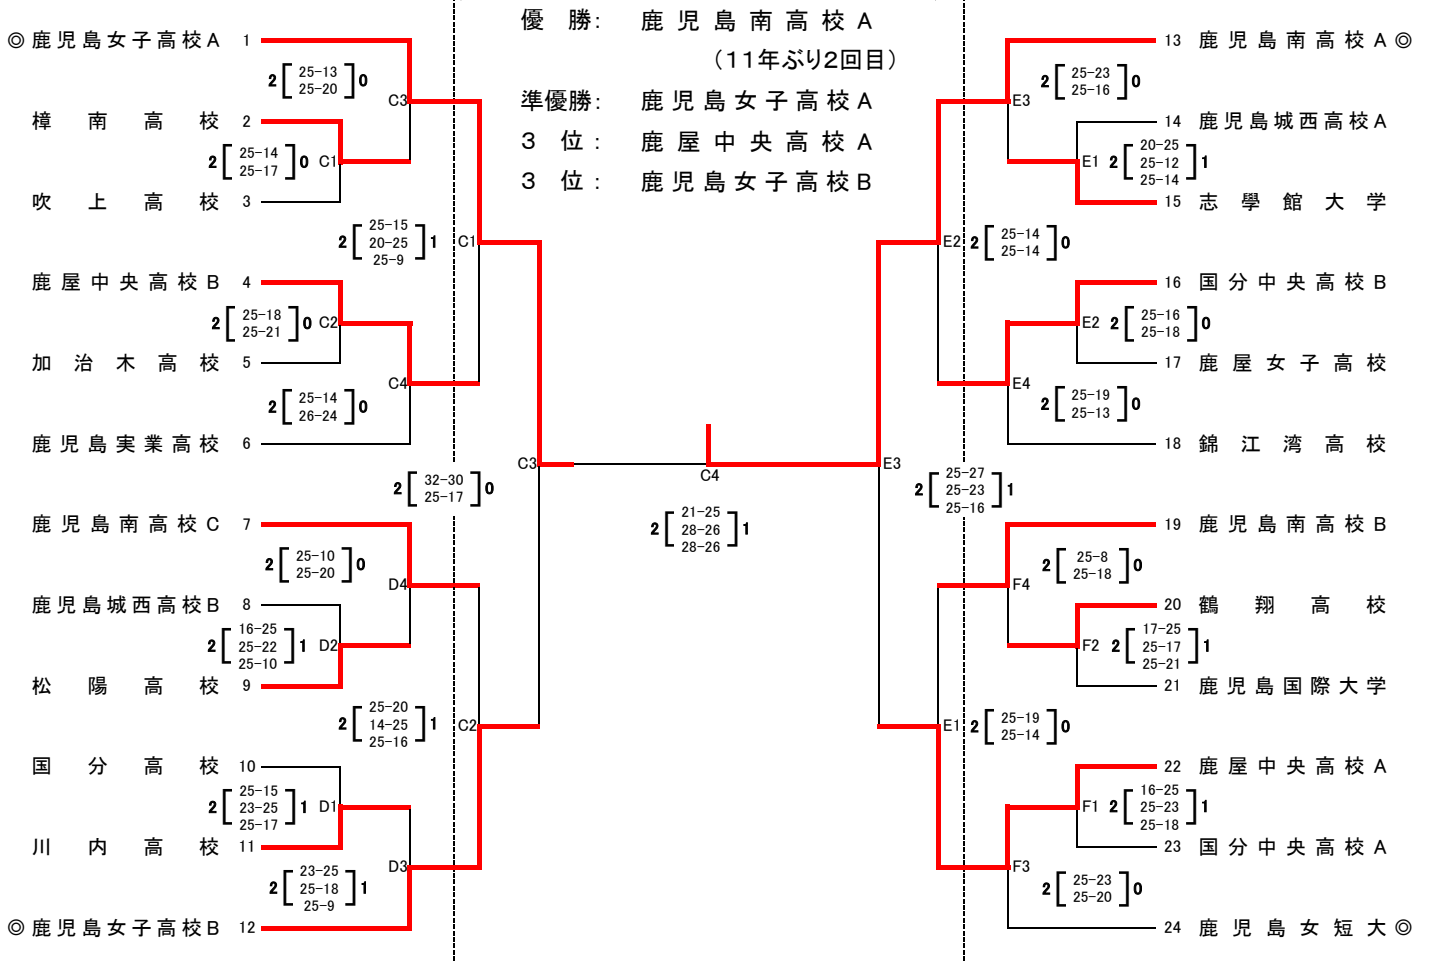 優 勝: 鹿児島南高校A
（11年ぶり2回目）
準優勝: 鹿児島女子高校A
3 位: 鹿屋中央高校A
3 位: 鹿児島女子高校B
◎鹿児島女子高校A 1
2[25-13 25-20]0 C3
樟南高校 2
2[25-14 25-17]0 C1
吹上高校 3
2[25-15 20-25 25-9]1 C1
鹿屋中央高校B 4
2[25-18 25-21]0 C2
加治木高校 5
C4
2[25-14 26-24]0
鹿児島実業高校 6
C3
2[32-30 25-17]0
鹿児島南高校C 7
2[25-10 25-20]0 D4
鹿児島城西高校B 8
2[16-25 25-22 25-10]1 D2
松陽高校 9
2[25-20 14-25 25-16]1 C2
国分高校 10
2[25-15 23-25 25-17]1 D1
川内高校 11
D3
2[23-25 25-18 25-9]1
◎鹿児島女子高校B 12
C4
2[21-25 28-26 28-26]1
13 鹿児島南高校A◎
E3 2[25-23 25-16]0
14 鹿児島城西高校A
E1 2[20-25 25-12 25-14]1
15 志學館大学
E2 2[25-14 25-14]0
16 国分中央高校B
E2 2[25-16 25-18]0
17 鹿屋女子高校
E4
2[25-19 25-13]0
18 錦江湾高校
E3
2[25-27 25-23 25-16]1
19 鹿児島南高校B
2[25-8 25-18]0
F4
20 鶴翔高校
F2 2[17-25 25-17 25-21]1
21 鹿児島国際大学
E1 2[25-19 25-14]0
22 鹿屋中央高校A
F1 2[16-25 25-23 25-18]1
23 国分中央高校A
F3
2[25-23 25-20]0
24 鹿児島女短大◎